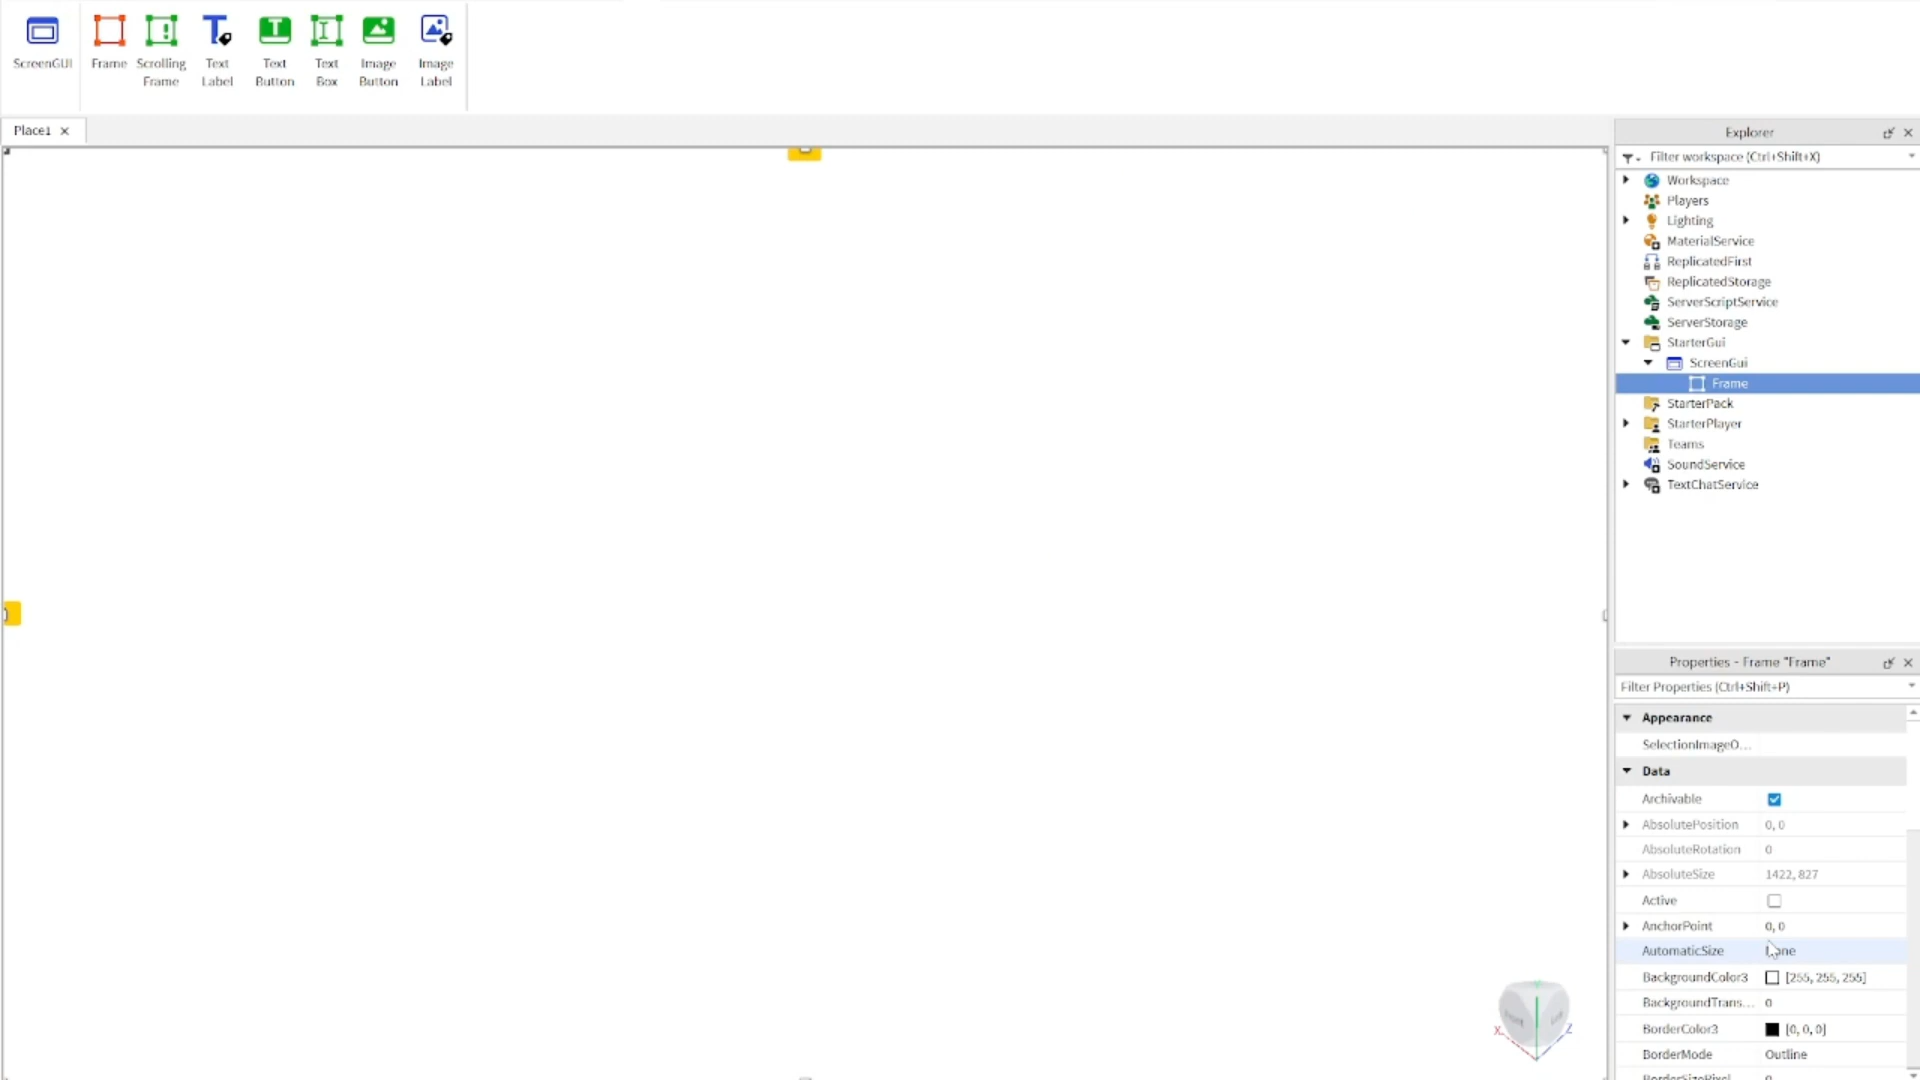 ScreenGUI
Frame
Scrolling
Frame
Text
Label
Text
Button
Text
Box
Image
Button
Image
Label
Place1
Explorer
Filter workspace (Ctrl+Shift+X)
Workspace
Players
Lighting
MaterialService
ReplicatedFirst
ReplicatedStorage
ServerScriptService
ServerStorage
StarterGui
ScreenGui
Frame
StarterPack
StarterPlayer
Teams
SoundService
TextChatService
Properties - Frame "Frame"
Filter Properties (Ctrl+Shift+P)
Appearance
SelectionImageO...
Data
Archivable
AbsolutePosition 0, 0
AbsoluteRotation 0
AbsoluteSize 1422, 827
Active
AnchorPoint 0, 0
AutomaticSize
BackgroundColor3 [255, 255, 255]
BackgroundTrans... 0
BorderColor3 [0, 0, 0]
BorderMode Outline
X
Z